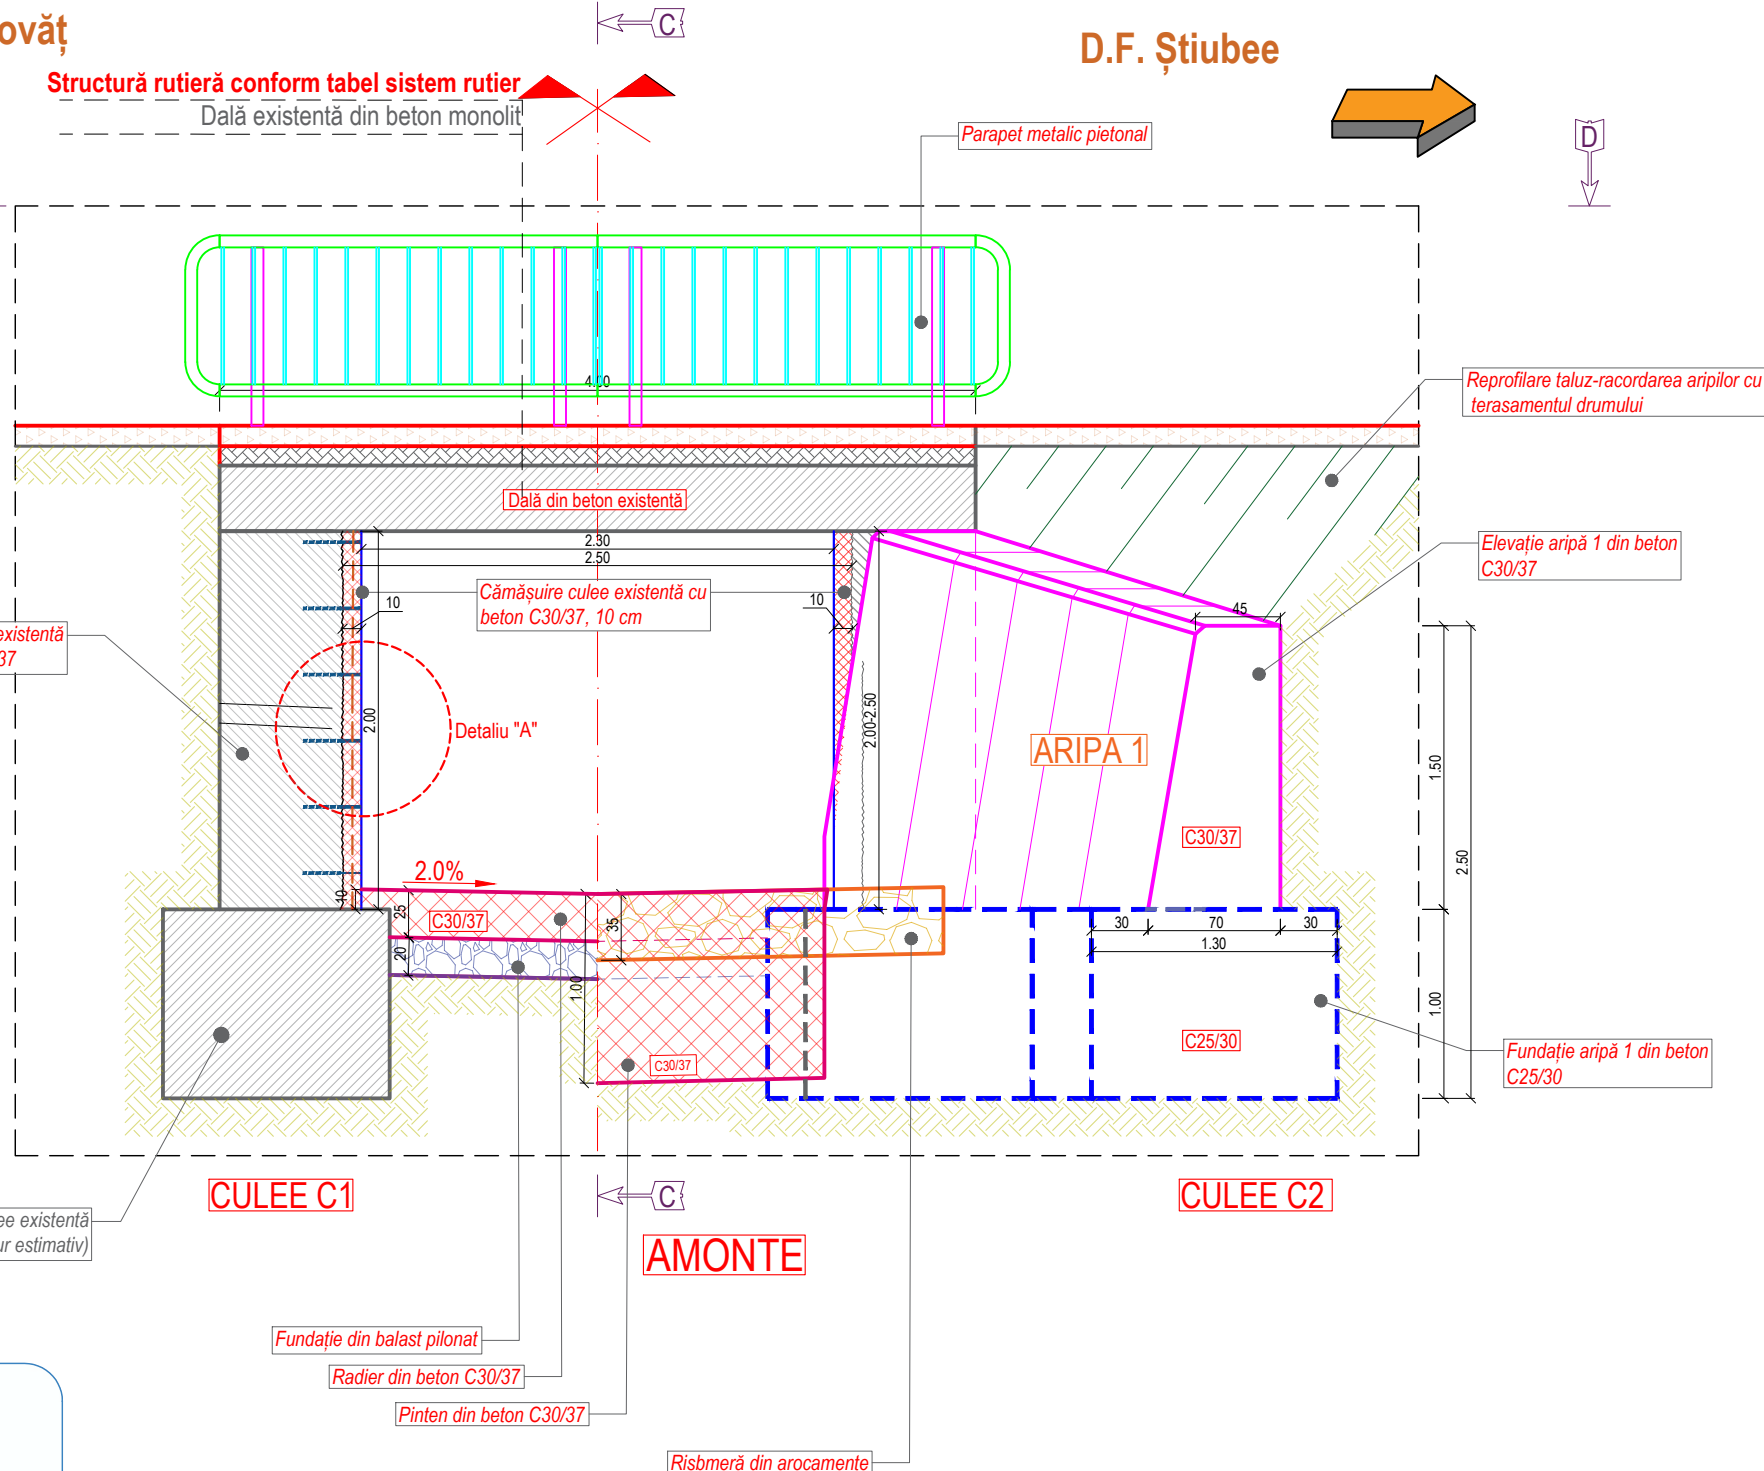 ovăț
C
D.F. Știubee
Structură rutieră conform tabel sistem rutier
Dală existentă din beton monolit
Parapet metalic pietonal
D
Reprofilare taluz-racordarea aripilor cu
terasamentul drumului
Dală din beton existentă
2.30
2.50
Elevație aripă 1 din beton
C30/37
Cămășuire culee existentă cu
beton C30/37, 10 cm
10
10
45
existentă
37
2.00
2.00-2.50
Detaliu "A"
ARIPA 1
1.50
2.50
C30/37
2.0%
10
25
C30/37
35
20
1.00
30
70
30
1.30
1.00
C30/37
C25/30
Fundație aripă 1 din beton
C25/30
CULEE C1
C
CULEE C2
ee existentă
ur estimativ)
AMONTE
Fundație din balast pilonat
Radier din beton C30/37
Pinten din beton C30/37
Risbmeră din arocamente